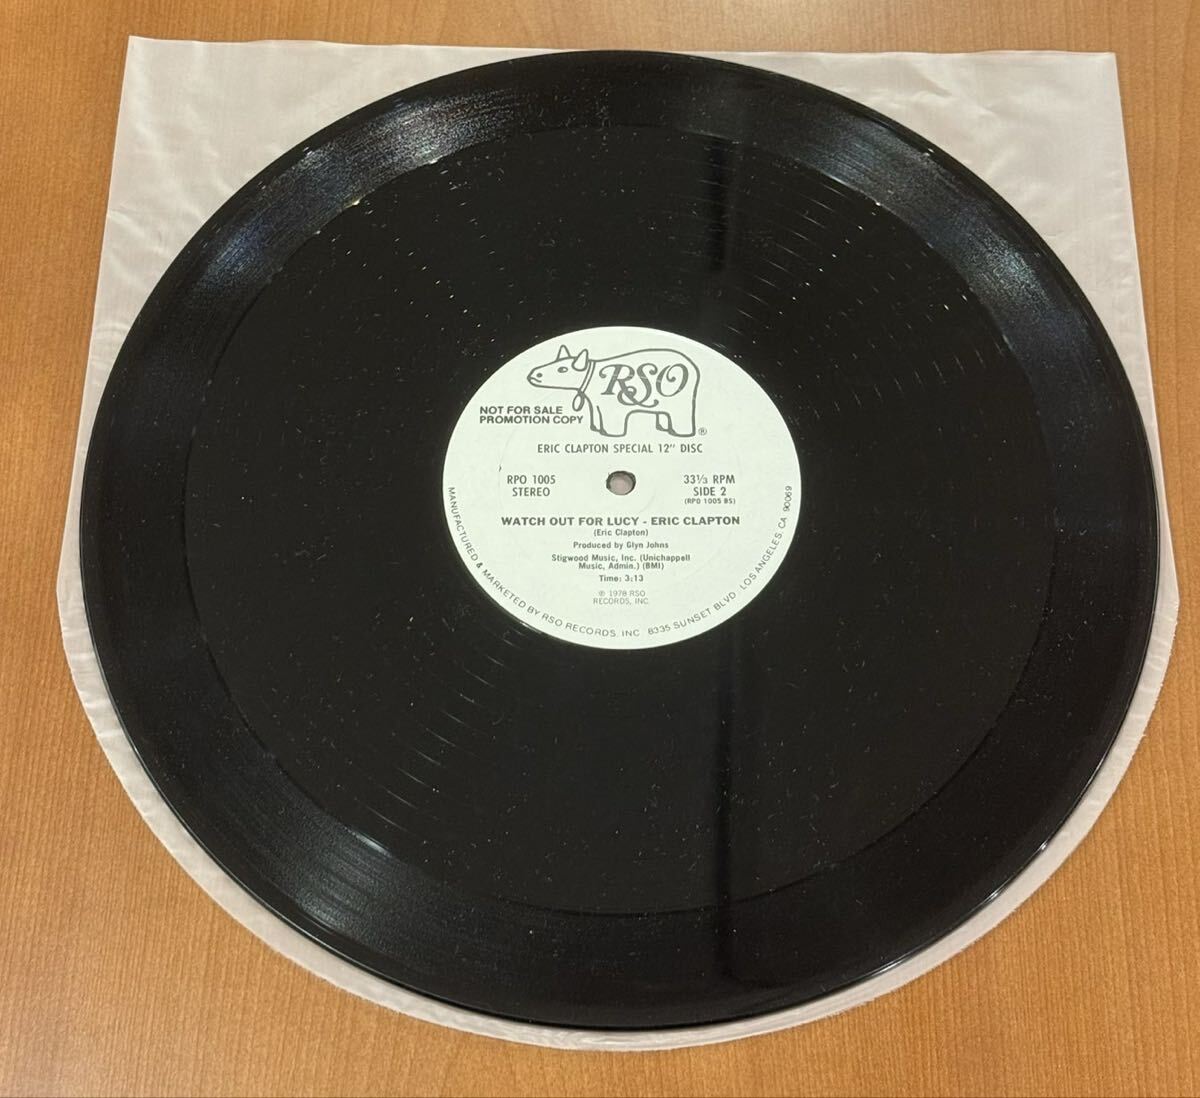 RSO
®
NOT FOR SALE
PROMOTION COPY
ERIC CLAPTON SPECIAL 12" DISC
RPO 1005
STEREO
33⅓ RPM
SIDE 2
(RPO 1005 BS)
WATCH OUT FOR LUCY - ERIC CLAPTON
(Eric Clapton)
Produced by Glyn Johns
Stigwood Music, Inc. (Unichappell
Music, Admin.) (BMI)
Time: 3:13
℗ 1978 RSO
RECORDS, INC.
MANUFACTURED & MARKETED BY RSO RECORDS, INC. 8335 SUNSET BLVD. LOS ANGELES, CA 90069